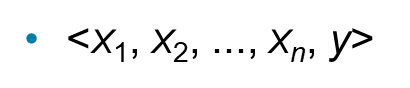 • <x₁, x₂, ..., xₙ, y>